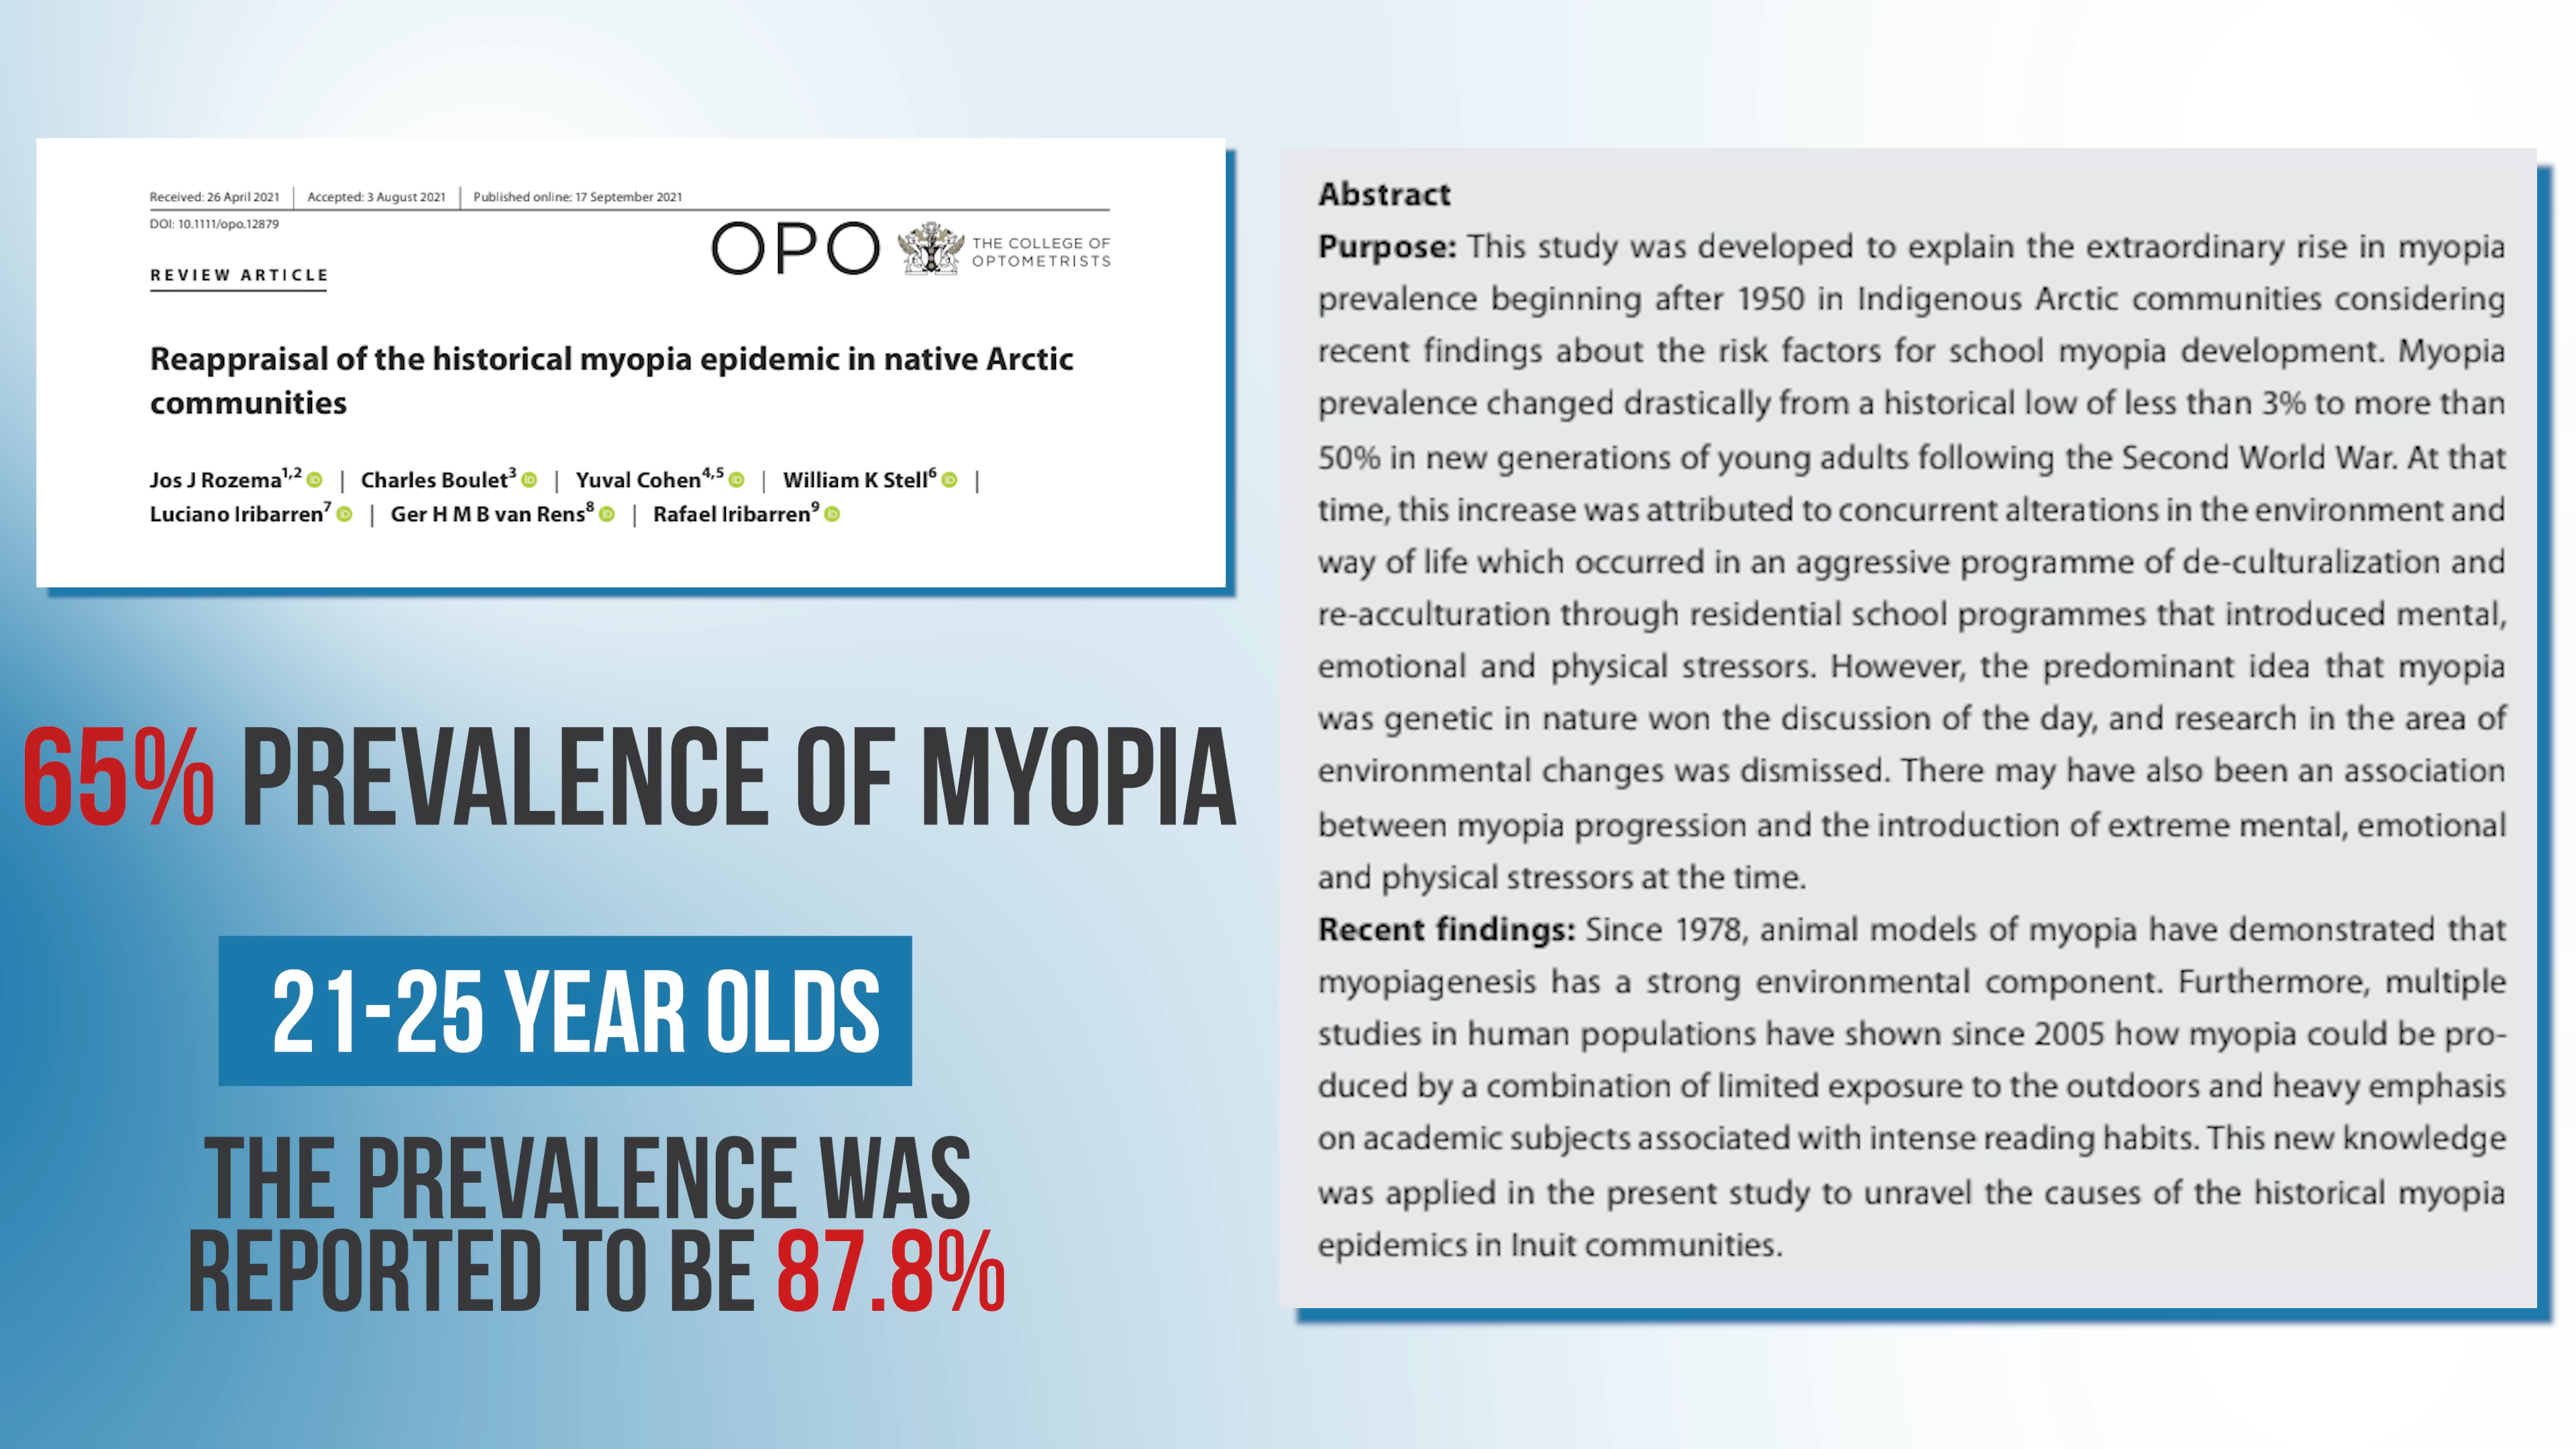 Received: 26 April 2021 | Accepted: 3 August 2021 | Published online: 17 September 2021
DOI: 10.1111/opo.12879
OPO THE COLLEGE OF
OPTOMETRISTS
REVIEW ARTICLE
Reappraisal of the historical myopia epidemic in native Arctic
communities
Jos J Rozema1,2 iD | Charles Boulet3 iD | Yuval Cohen4,5 iD | William K Stell6 iD |
Luciano Iribarren7 iD | Ger H M B van Rens8 iD | Rafael Iribarren9 iD
65% PREVALENCE OF MYOPIA
21-25 YEAR OLDS
THE PREVALENCE WAS
REPORTED TO BE 87.8%
Abstract
Purpose: This study was developed to explain the extraordinary rise in myopia
prevalence beginning after 1950 in Indigenous Arctic communities considering
recent findings about the risk factors for school myopia development. Myopia
prevalence changed drastically from a historical low of less than 3% to more than
50% in new generations of young adults following the Second World War. At that
time, this increase was attributed to concurrent alterations in the environment and
way of life which occurred in an aggressive programme of de-culturalization and
re-acculturation through residential school programmes that introduced mental,
emotional and physical stressors. However, the predominant idea that myopia
was genetic in nature won the discussion of the day, and research in the area of
environmental changes was dismissed. There may have also been an association
between myopia progression and the introduction of extreme mental, emotional
and physical stressors at the time.
Recent findings: Since 1978, animal models of myopia have demonstrated that
myopiagenesis has a strong environmental component. Furthermore, multiple
studies in human populations have shown since 2005 how myopia could be pro-
duced by a combination of limited exposure to the outdoors and heavy emphasis
on academic subjects associated with intense reading habits. This new knowledge
was applied in the present study to unravel the causes of the historical myopia
epidemics in Inuit communities.